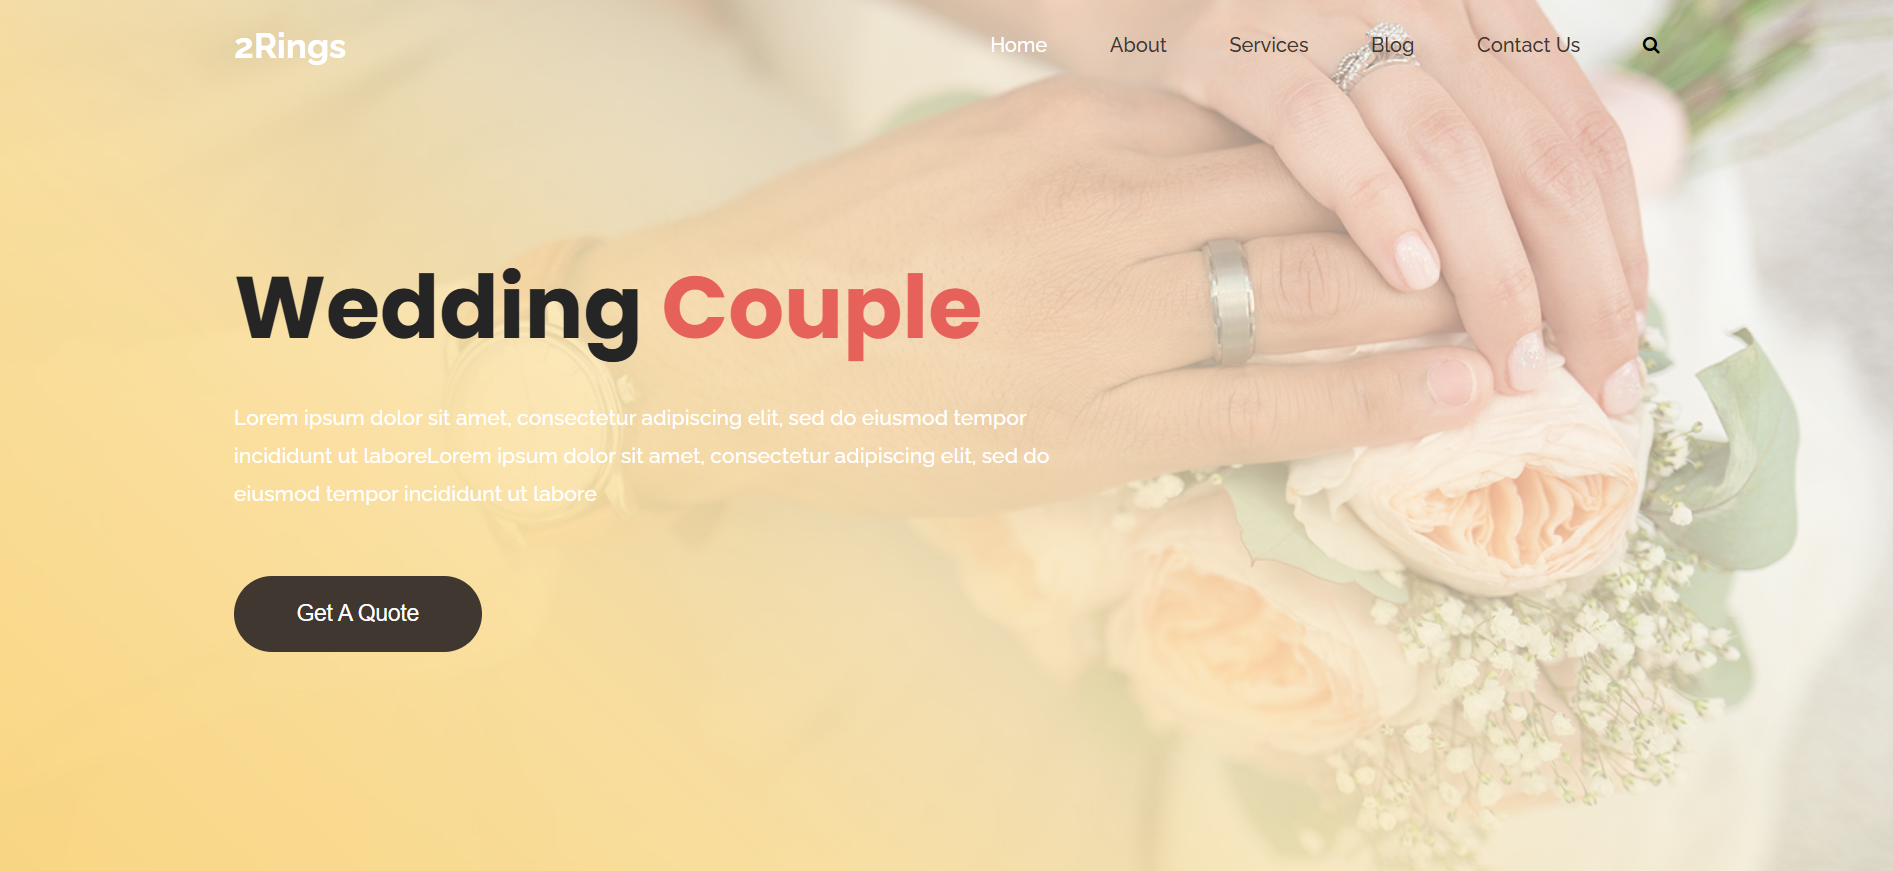 2Rings
Home About Services Blog Contact Us
Wedding Couple
Lorem ipsum dolor sit amet, consectetur adipiscing elit, sed do eiusmod tempor
incididunt ut laboreLorem ipsum dolor sit amet, consectetur adipiscing elit, sed do
eiusmod tempor incididunt ut labore
Get A Quote